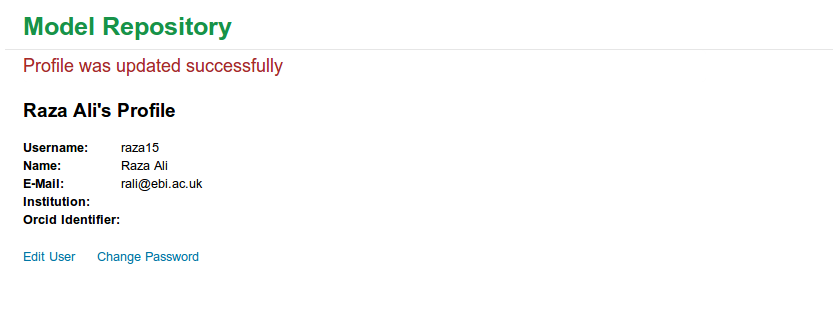 Model Repository
Profile was updated successfully
Raza Ali's Profile
Username: raza15
Name: Raza Ali
E-Mail: rali@ebi.ac.uk
Institution:
Orcid Identifier:
Edit User Change Password